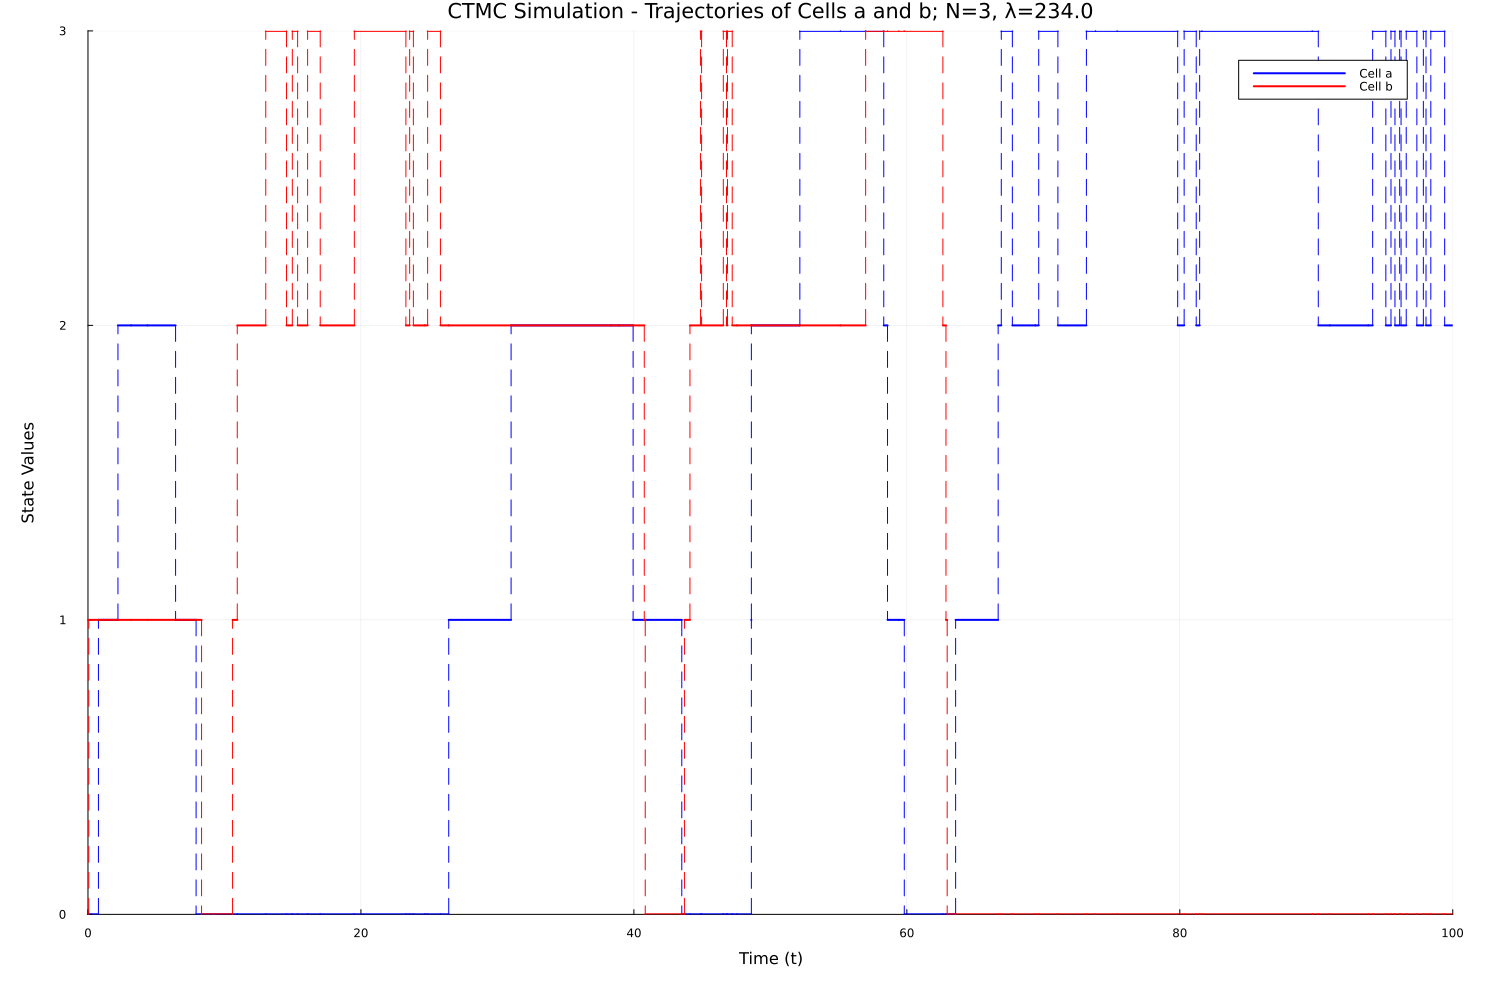 CTMC Simulation - Trajectories of Cells a and b; N=3, λ=234.0
3
Cell a
Cell b
2
State Values
1
0
0 20 40 60 80 100
Time (t)